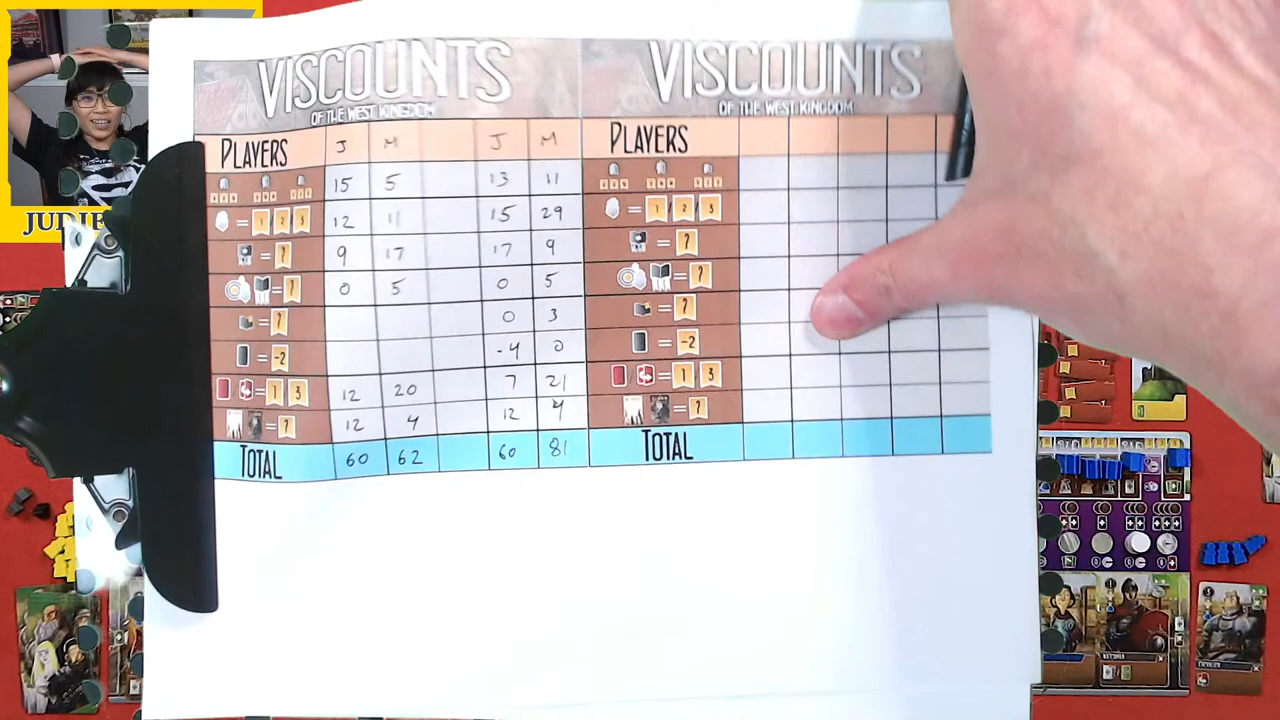 VISCOUNTS VISCOUNTS
OF THE WEST KINGDOM OF THE WEST KINGDOM
PLAYERS J M J M PLAYERS
15 5 13 11
= 1 2 3 12 11 15 29 = 1 / 2 / 3
= ? 9 17 17 9 = ?
= ? 0 5 0 5 = ?
= ? 0 3 = ?
= -2 -4 0 = -2
/ = 1 3 12 20 7 21 / = 1 / 3
= ? 12 4 12 4 = ?
TOTAL 60 62 60 81 TOTAL
JUDIE